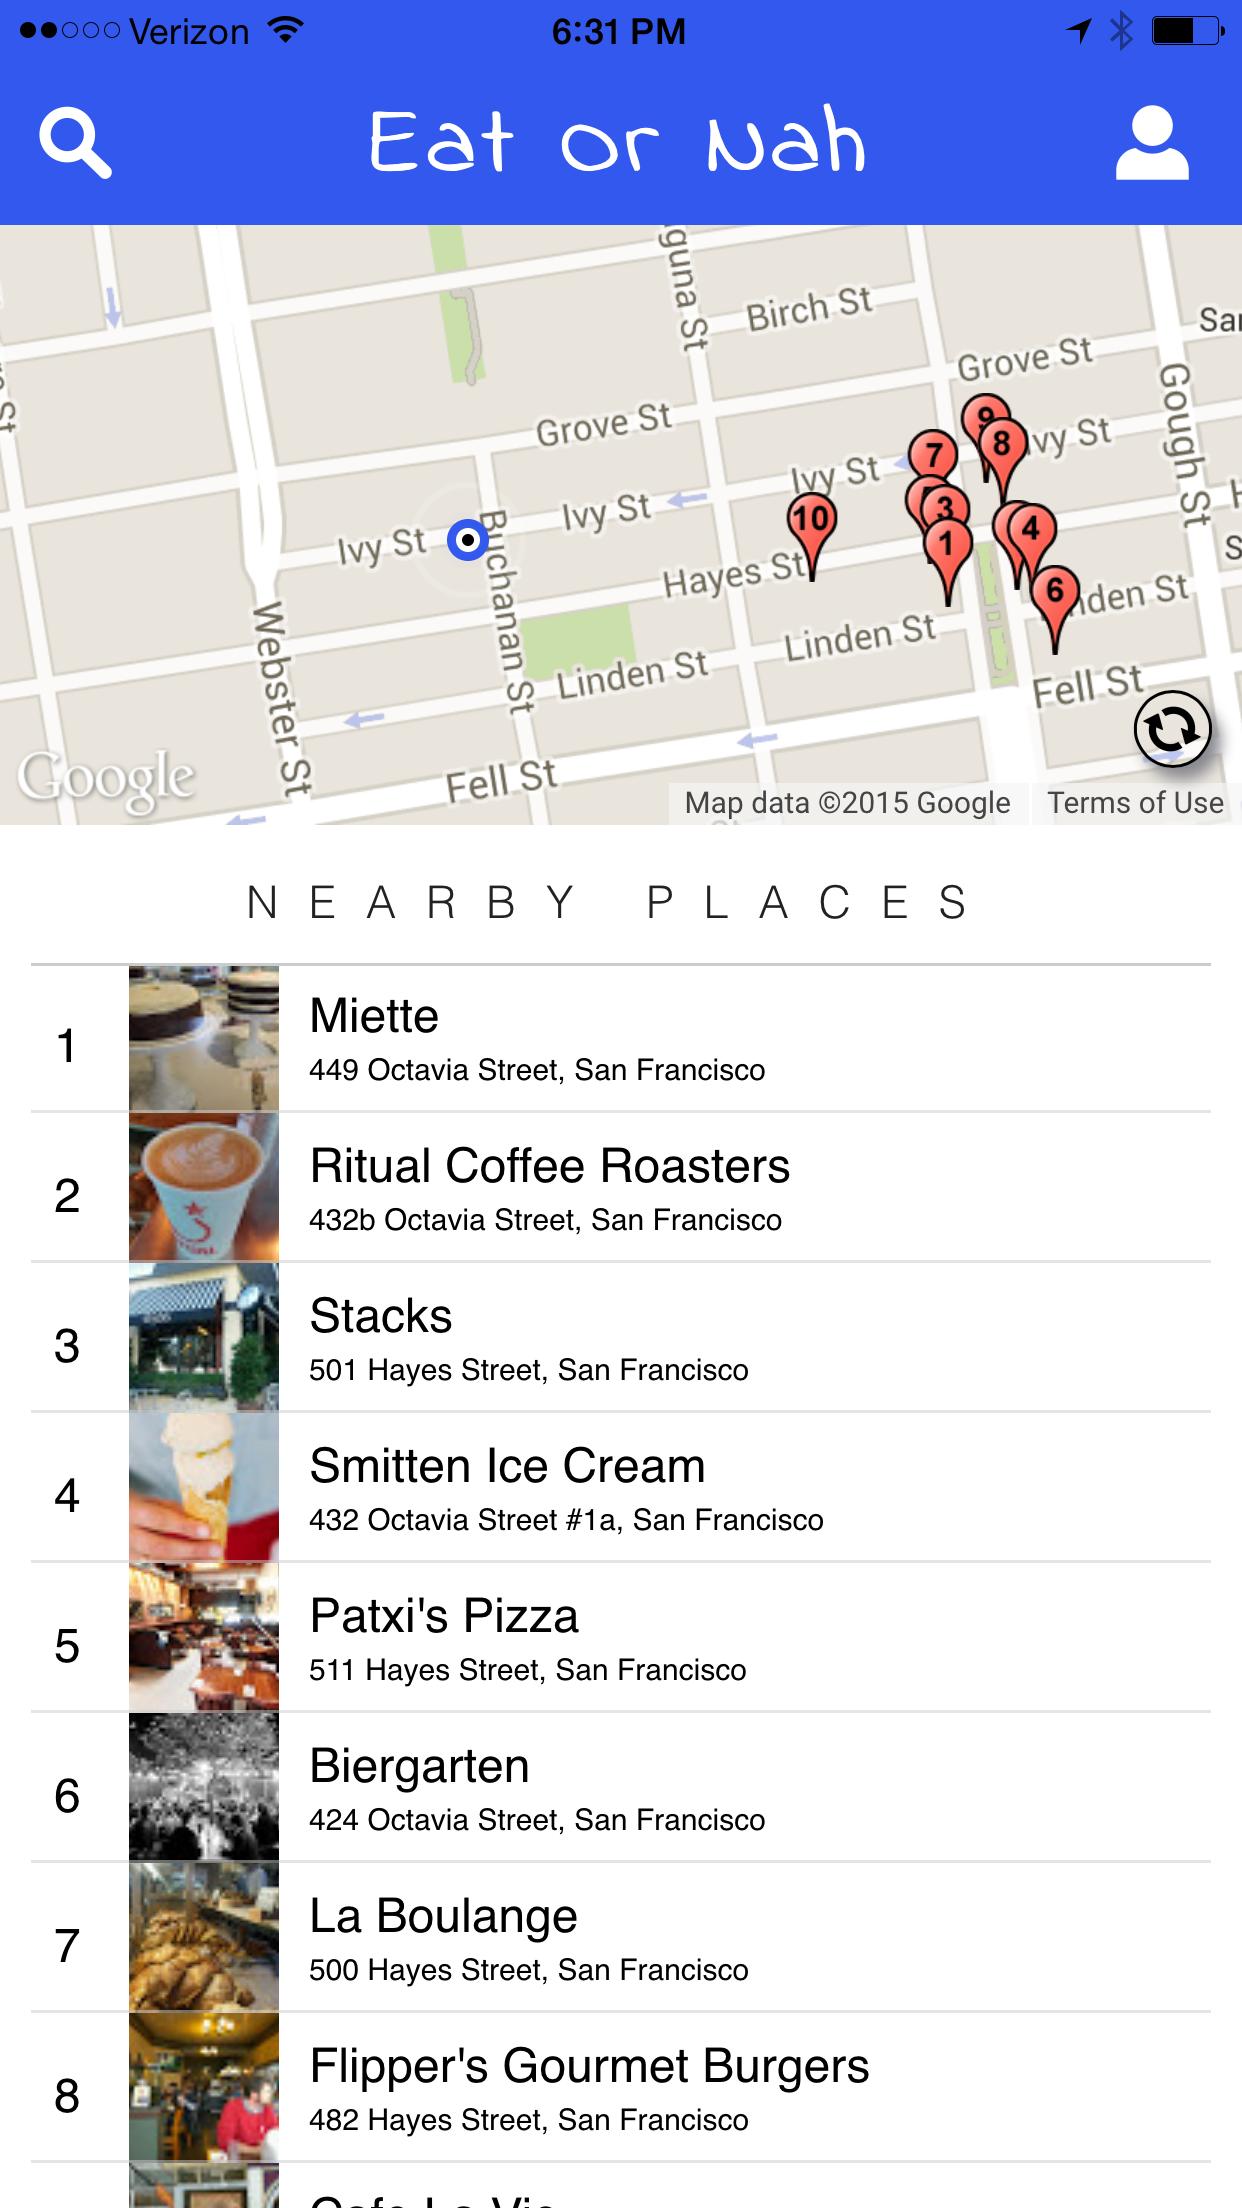 Verizon 6:31 PM
Eat Or Nah
guna St
Birch St
Grove St
Gough St
Grove St
9
8
vy St
7
Ivy St
10
3
4
1
Ivy St
Ivy St
Buchanan St
Hayes St
6
nden St
Linden St
Webster St
Linden St
Fell St
Fell St
Google
Map data ©2015 Google
Terms of Use
NEARBY PLACES
1
Miette
449 Octavia Street, San Francisco
2
Ritual Coffee Roasters
432b Octavia Street, San Francisco
3
Stacks
501 Hayes Street, San Francisco
4
Smitten Ice Cream
432 Octavia Street #1a, San Francisco
5
Patxi's Pizza
511 Hayes Street, San Francisco
6
Biergarten
424 Octavia Street, San Francisco
7
La Boulange
500 Hayes Street, San Francisco
8
Flipper's Gourmet Burgers
482 Hayes Street, San Francisco